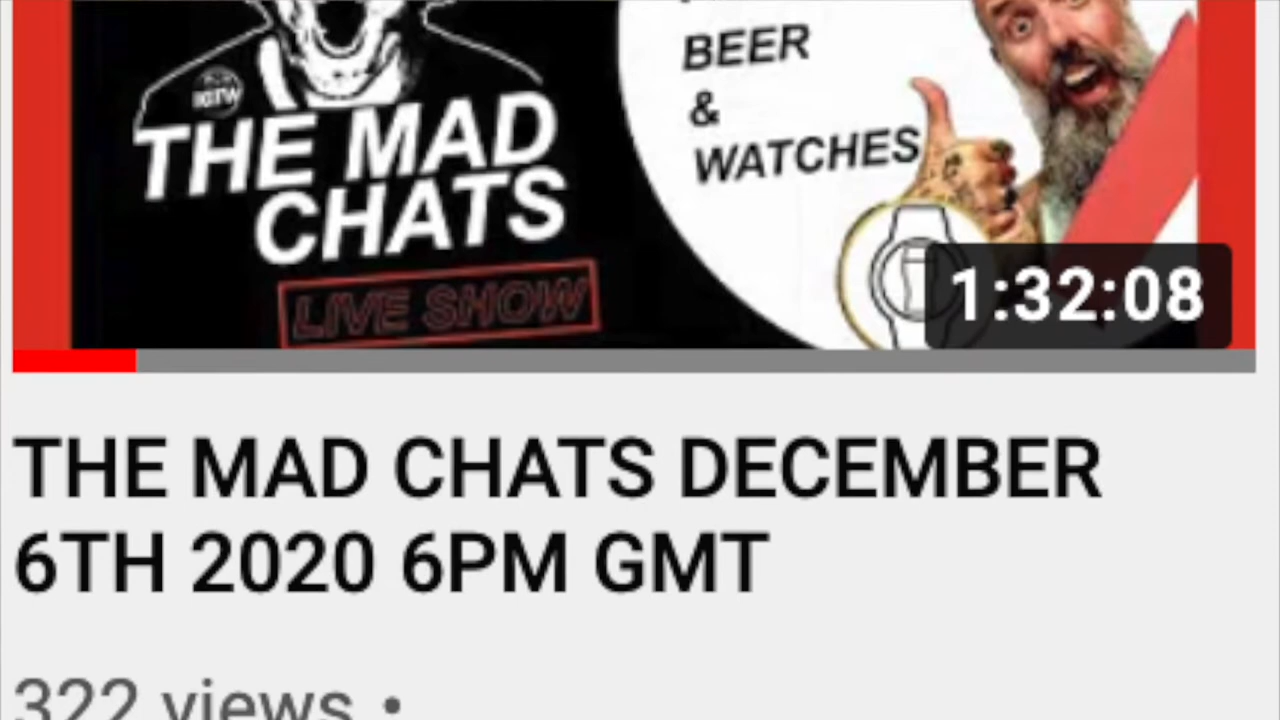 BEER
&
WATCHES
THE MAD
CHATS
LIVE SHOW
1:32:08
THE MAD CHATS DECEMBER
6TH 2020 6PM GMT
322 views •